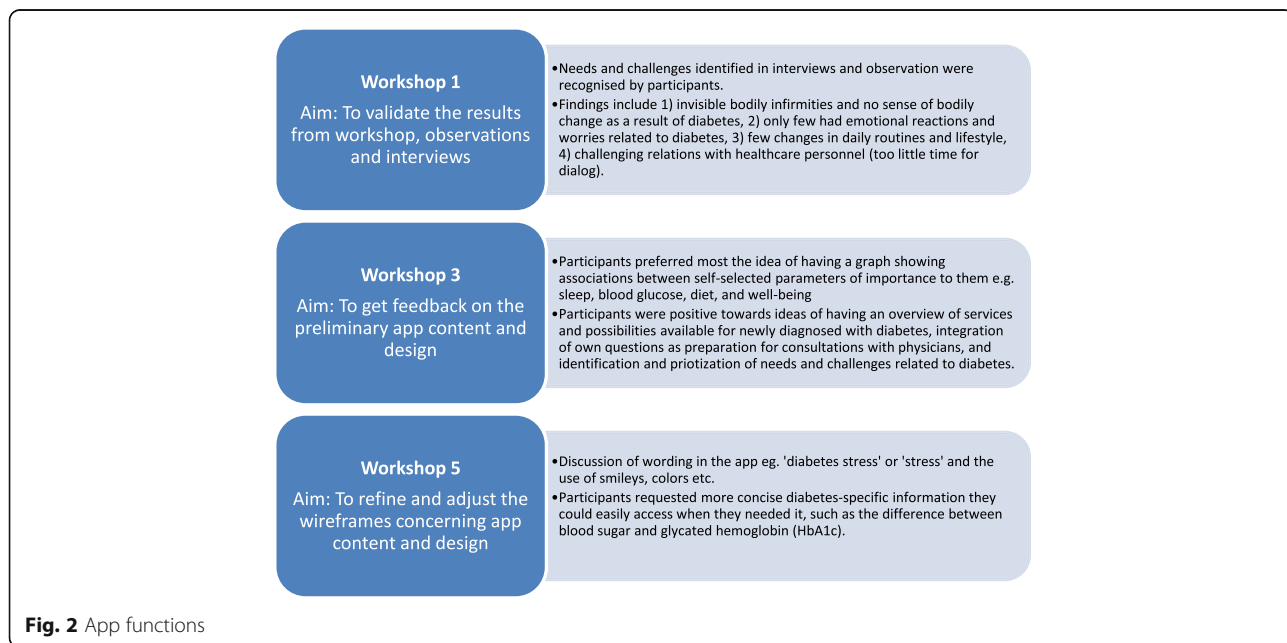 Workshop 1
Aim: To validate the results
from workshop, observations
and interviews
•Needs and challenges identified in interviews and observation were
recognised by participants.
•Findings include 1) invisible bodily infirmities and no sense of bodily
change as a result of diabetes, 2) only few had emotional reactions and
worries related to diabetes, 3) few changes in daily routines and lifestyle,
4) challenging relations with healthcare personnel (too little time for
dialog).
Workshop 3
Aim: To get feedback on the
preliminary app content and
design
•Participants preferred most the idea of having a graph showing
associations between self-selected parameters of importance to them e.g.
sleep, blood glucose, diet, and well-being
•Participants were positive towards ideas of having an overview of services
and possibilities available for newly diagnosed with diabetes, integration
of own questions as preparation for consultations with physicians, and
identification and priotization of needs and challenges related to diabetes.
Workshop 5
Aim: To refine and adjust the
wireframes concerning app
content and design
•Discussion of wording in the app eg. 'diabetes stress' or 'stress' and the
use of smileys, colors etc.
•Participants requested more concise diabetes-specific information they
could easily access when they needed it, such as the difference between
blood sugar and glycated hemoglobin (HbA1c).
Fig. 2 App functions